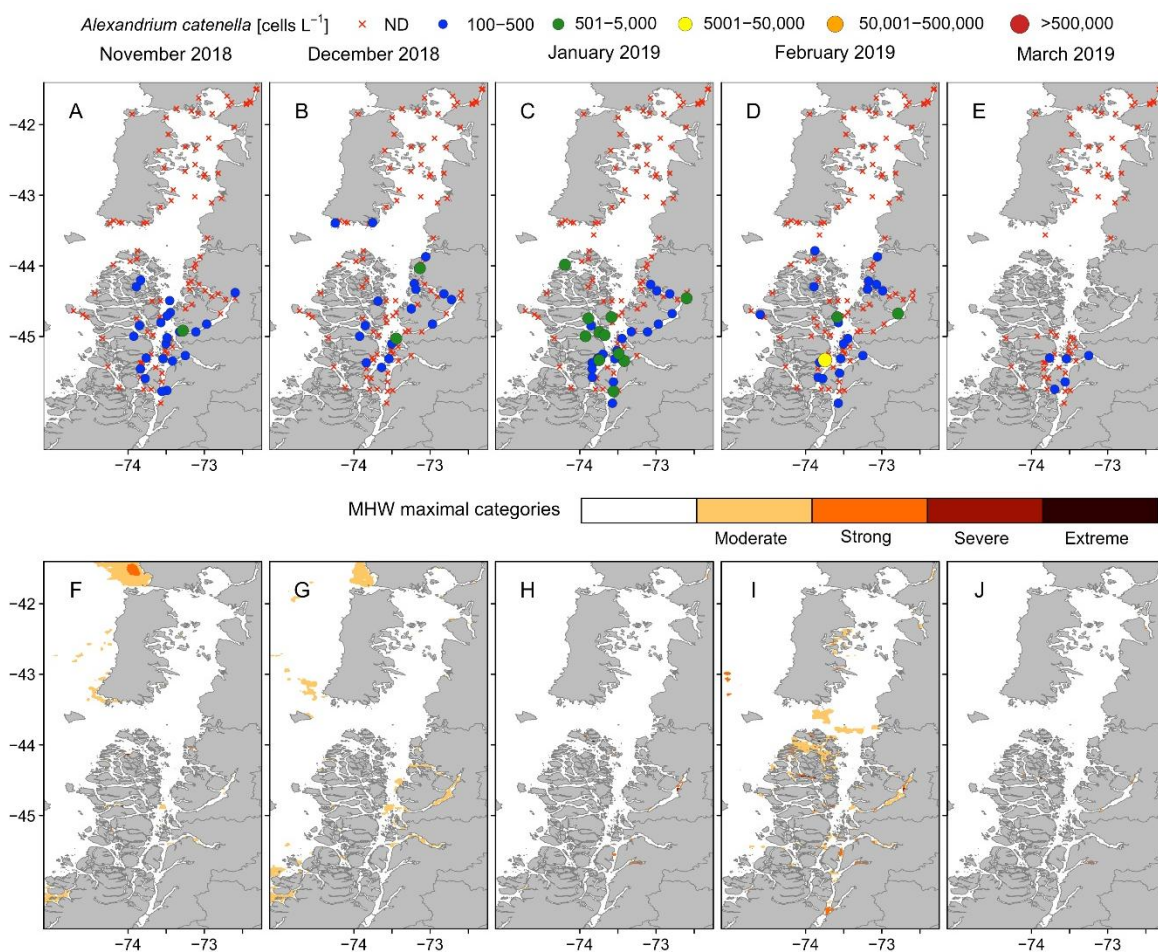 Alexandrium catenella [cells L⁻¹] × ND 100−500 501−5,000 5001−50,000 50,001−500,000 >500,000
November 2018 December 2018 January 2019 February 2019 March 2019
A B C D E
−42
−43
−44
−45
−74 −73 −74 −73 −74 −73 −74 −73 −74 −73
MHW maximal categories
Moderate Strong Severe Extreme
F G H I J
−42
−43
−44
−45
−74 −73 −74 −73 −74 −73 −74 −73 −74 −73